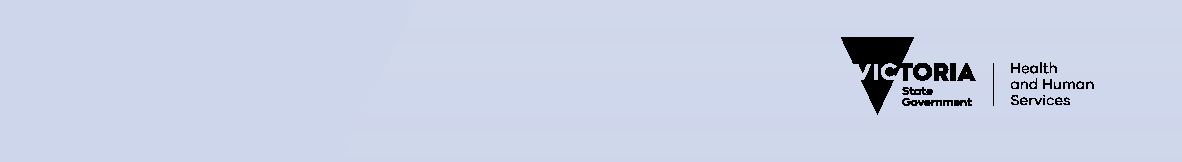 VICTORIA
State
Government
Health
and Human
Services